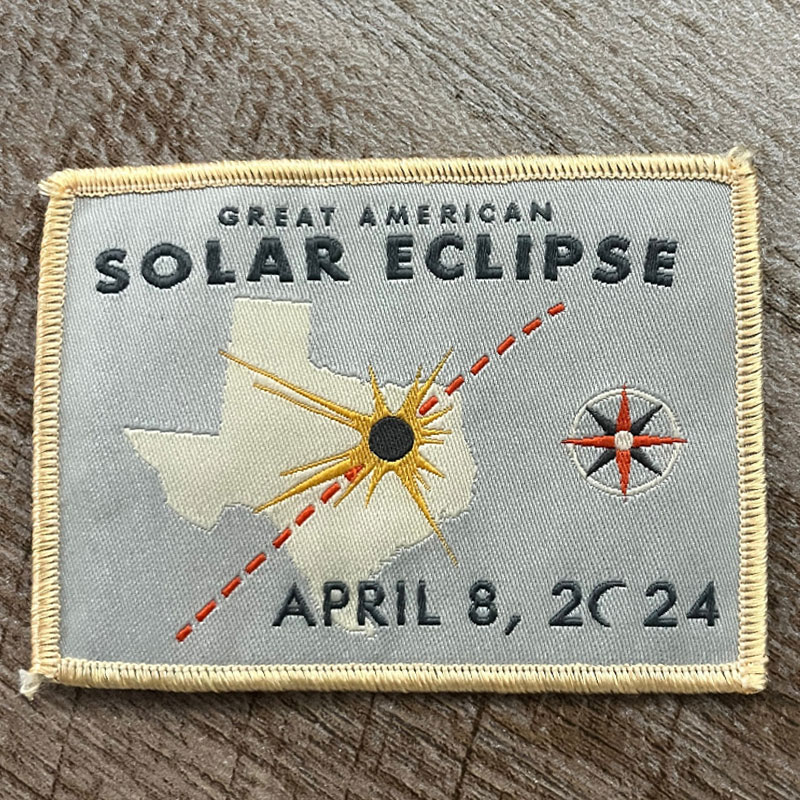 GREAT AMERICAN
SOLAR ECLIPSE
APRIL 8, 2024